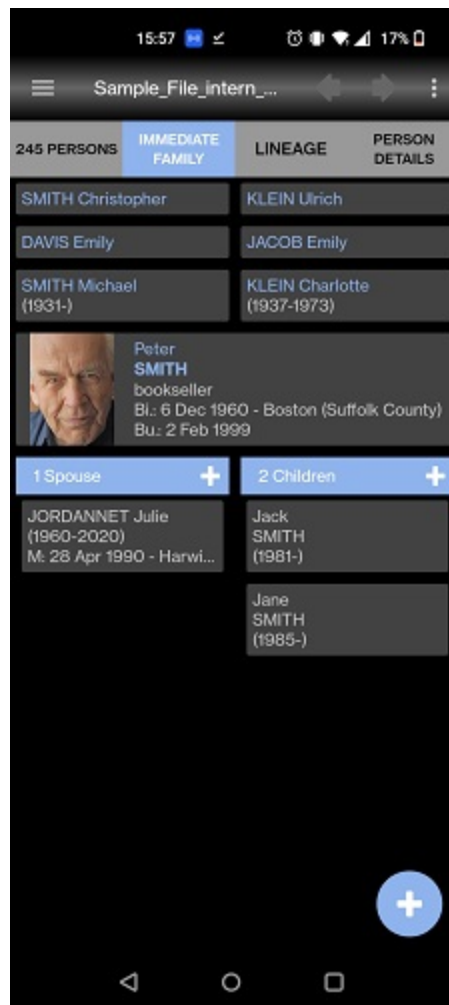 15:57
17%
Sample_File_intern_...
245 PERSONS
IMMEDIATE
FAMILY
LINEAGE
PERSON
DETAILS
SMITH Christopher
KLEIN Ulrich
DAVIS Emily
JACOB Emily
SMITH Michael
(1931-)
KLEIN Charlotte
(1937-1973)
Peter
SMITH
bookseller
Bi.: 6 Dec 1960 - Boston (Suffolk County)
Bu.: 2 Feb 1999
1 Spouse
2 Children
JORDANNET Julie
(1960-2020)
M: 28 Apr 1990 - Harwi...
Jack
SMITH
(1981-)
Jane
SMITH
(1985-)